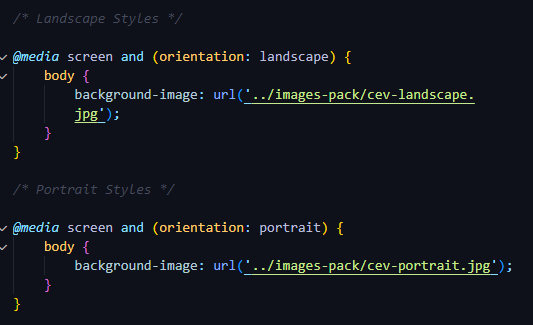 /* Landscape Styles */
@media screen and (orientation: landscape) {
body {
background-image: url('../images-pack/cev-landscape.
jpg');
}
}
/* Portrait Styles */
@media screen and (orientation: portrait) {
body {
background-image: url('../images-pack/cev-portrait.jpg');
}
}